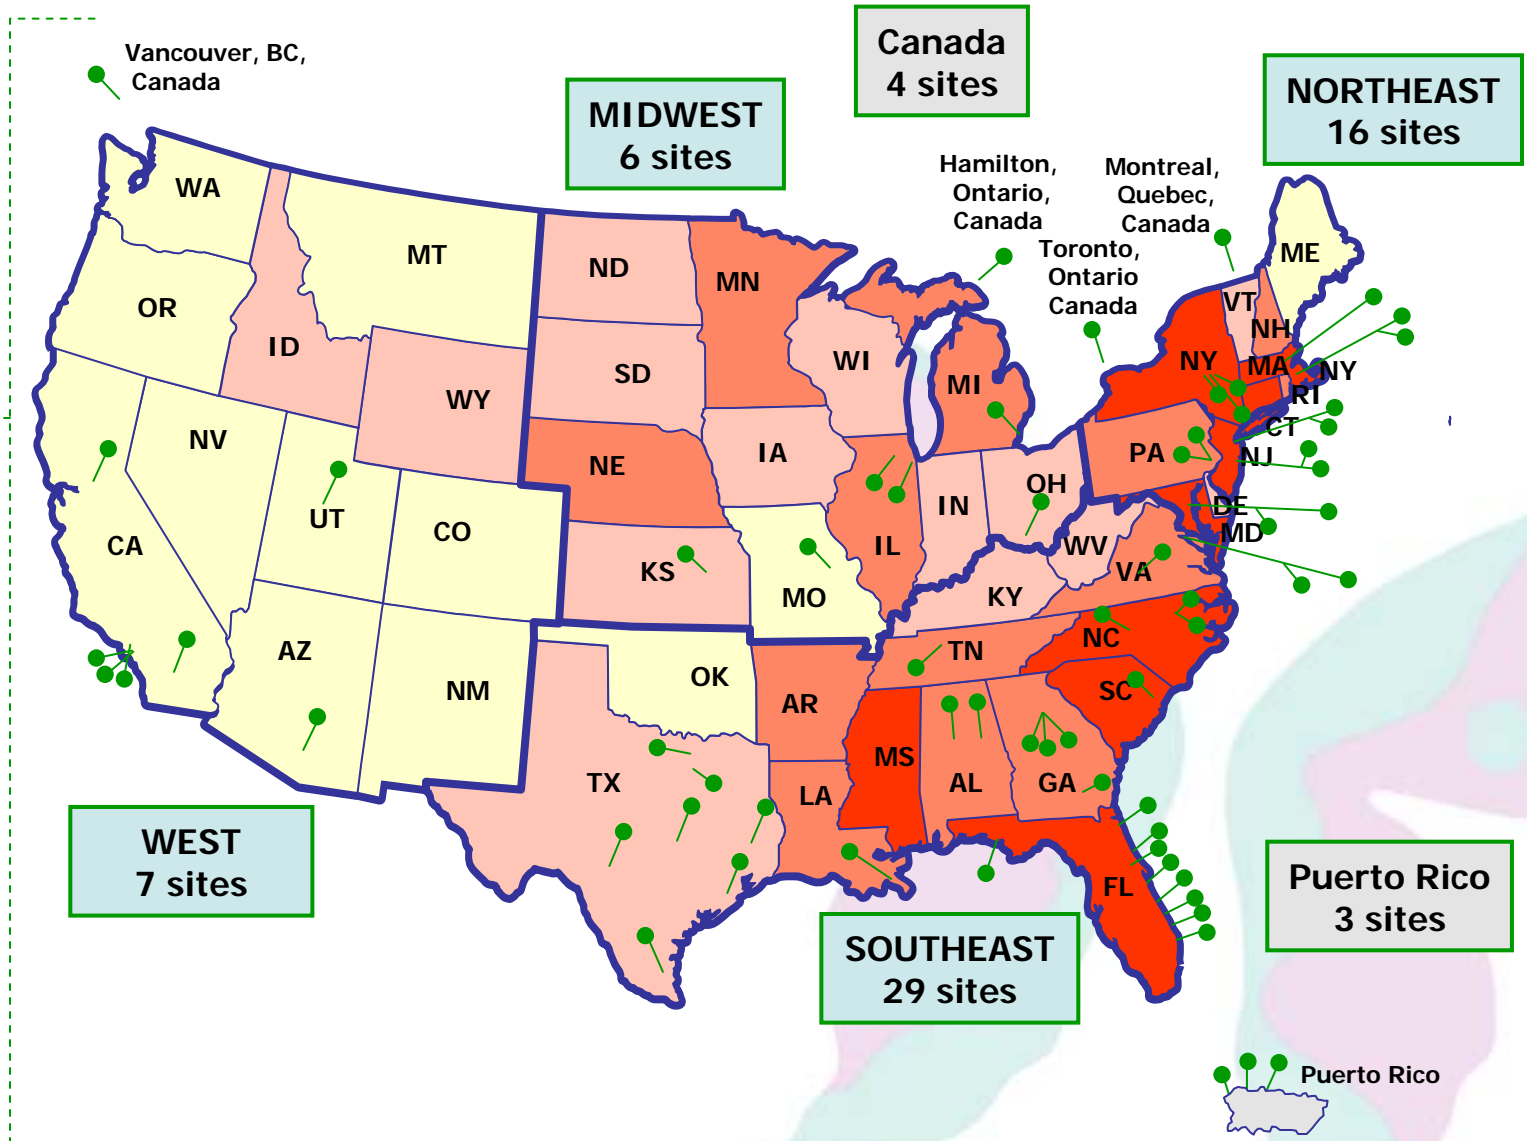 Vancouver, BC,
Canada
Canada
4 sites
MIDWEST
6 sites
NORTHEAST
16 sites
Hamilton,
Ontario,
Canada
Montreal,
Quebec,
Canada
Toronto,
Ontario
Canada
WA
MT
ND
MN
ME
OR
ID
SD
WI
VT
NH
WY
MI
NY
MA
NY
RI
NV
NE
IA
PA
CT
NJ
UT
CO
OH
IN
DE
CA
KS
IL
WV
MD
MO
VA
KY
AZ
NM
OK
TN
NC
AR
SC
TX
MS
LA
AL
GA
FL
WEST
7 sites
SOUTHEAST
29 sites
Puerto Rico
3 sites
Puerto Rico